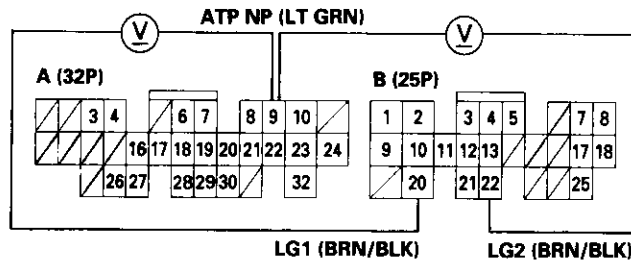 V ATP NP (LT GRN) V
A (32P) B (25P)
3 4 6 7 8 9 10 1 2 3 4 5 7 8
16 17 18 19 20 21 22 23 24 9 10 11 12 13 17 18
26 27 28 29 30 32 20 21 22 25
LG1 (BRN/BLK) LG2 (BRN/BLK)